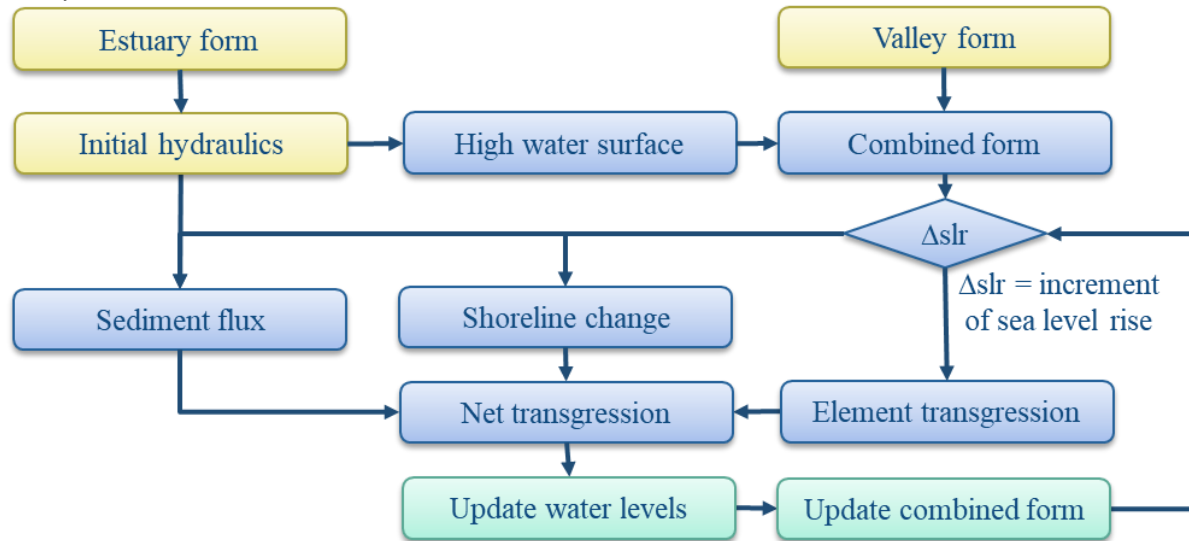 Estuary form
Valley form
Initial hydraulics
High water surface
Combined form
Δslr
Δslr = increment
of sea level rise
Sediment flux
Shoreline change
Net transgression
Element transgression
Update water levels
Update combined form